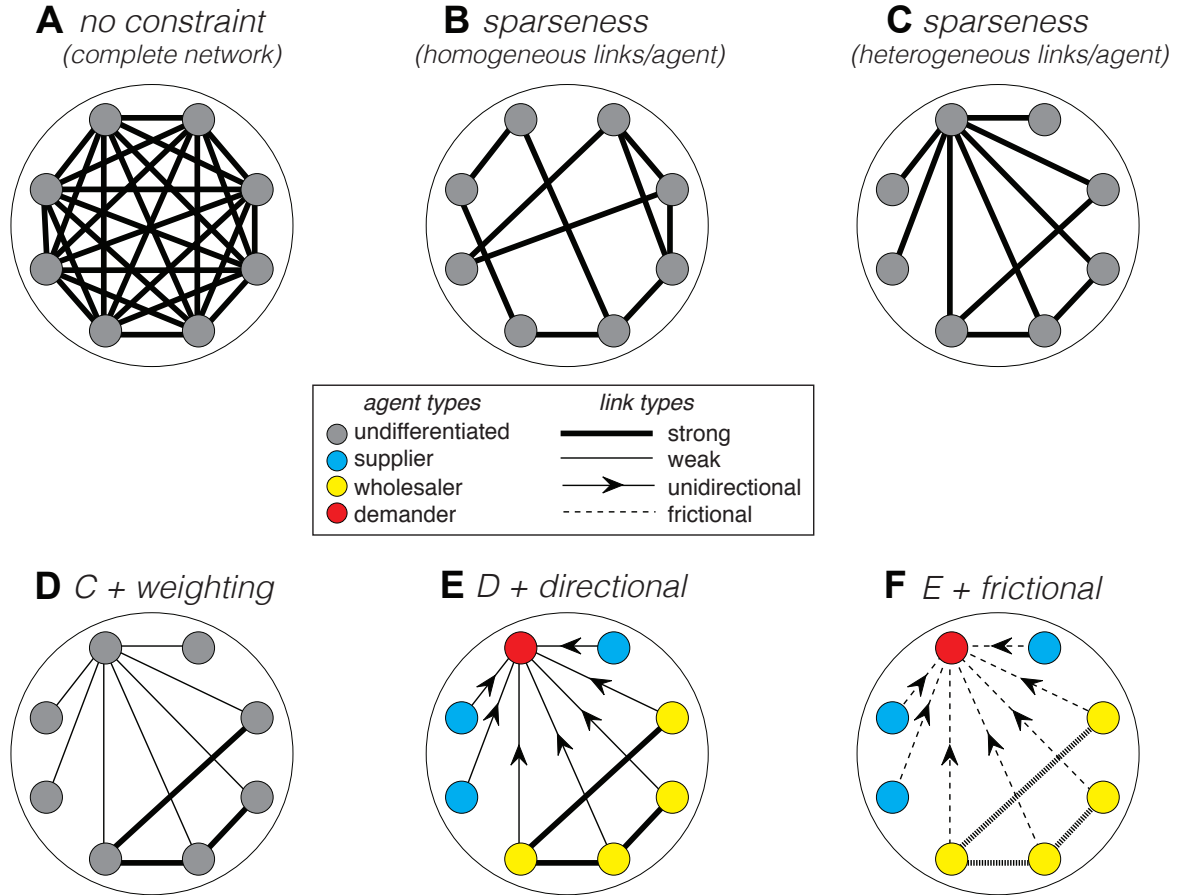 A no constraint
(complete network)
B sparseness
(homogeneous links/agent)
C sparseness
(heterogeneous links/agent)
agent types
undifferentiated
supplier
wholesaler
demander
link types
strong
weak
unidirectional
frictional
D C + weighting
E D + directional
F E + frictional